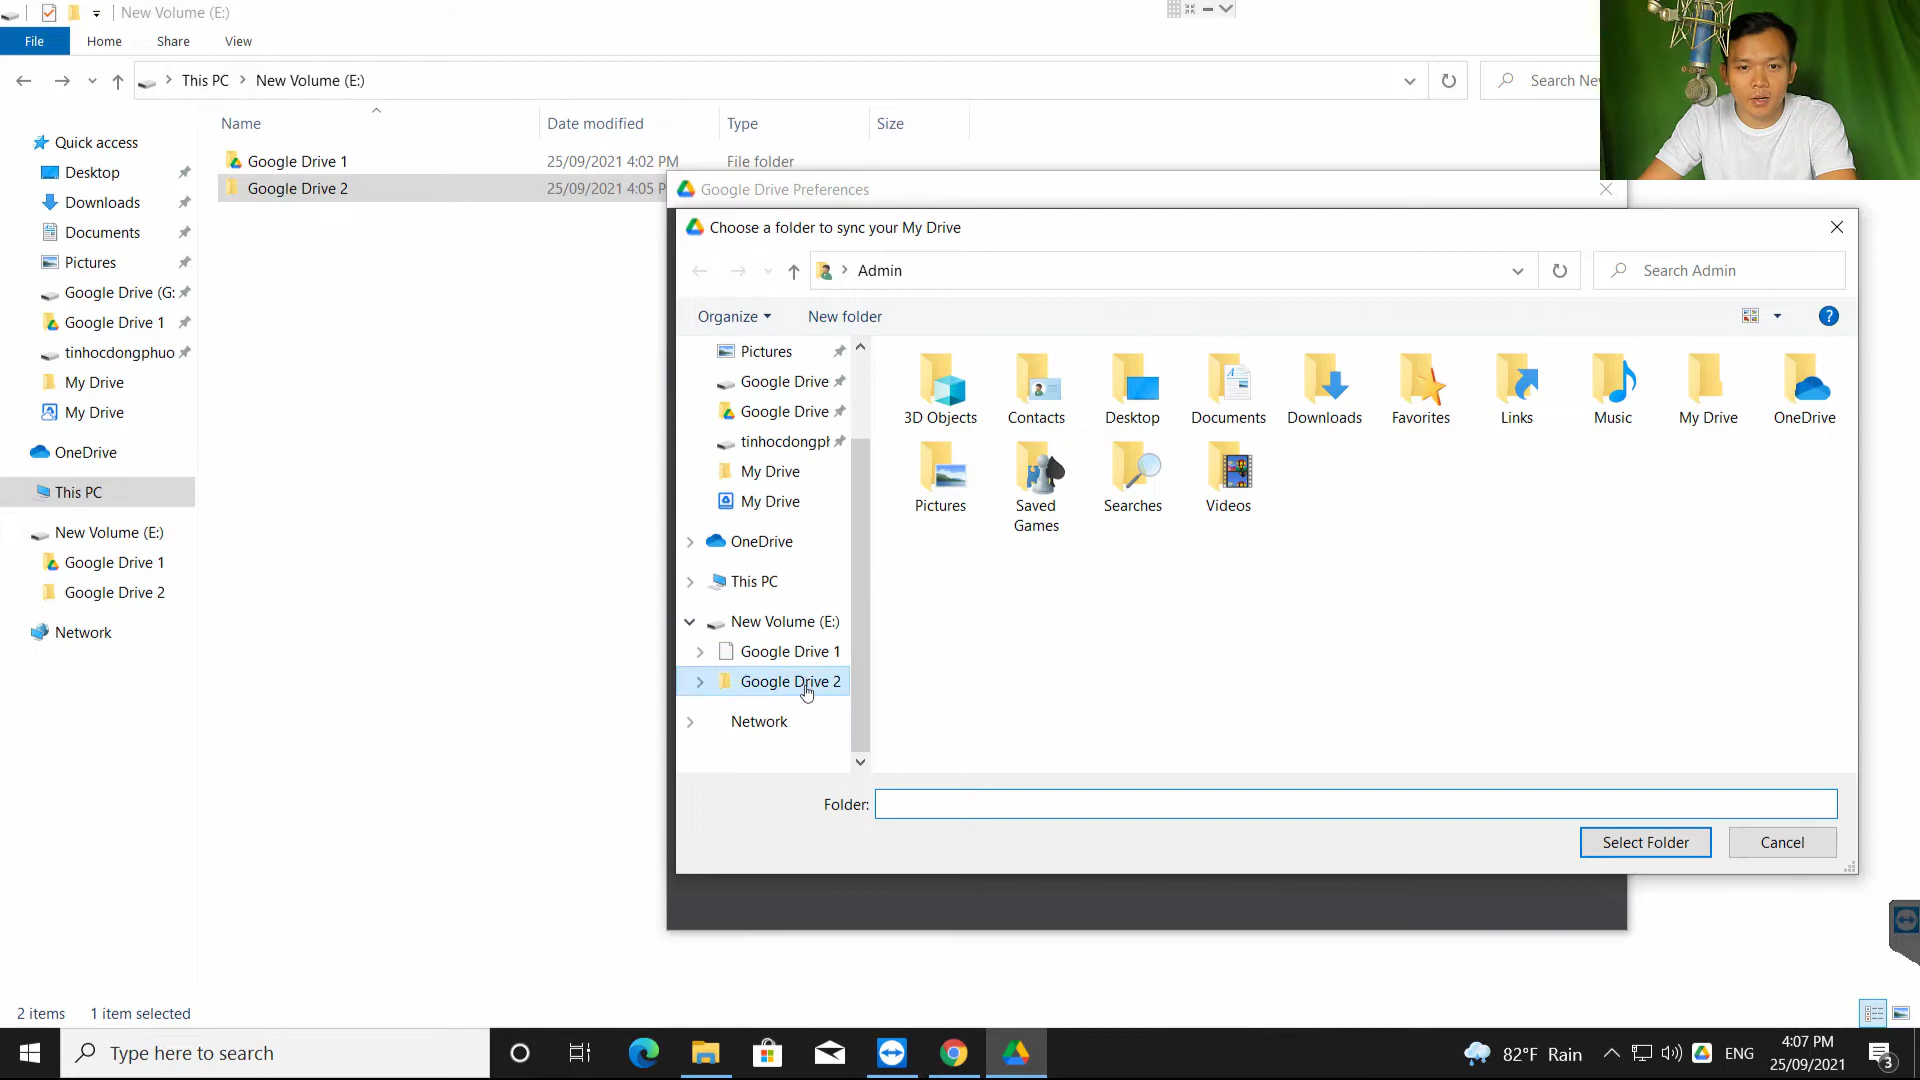 New Volume (E:)
File
Home
Share
View
This PC
New Volume (E:)
Search Ne
Name
Date modified
Type
Size
Google Drive 1
25/09/2021 4:02 PM
File folder
Google Drive 2
25/09/2021 4:05 P
Quick access
Desktop
Downloads
Documents
Pictures
Google Drive (G:
Google Drive 1
tinhocdongphuo
My Drive
My Drive
OneDrive
This PC
New Volume (E:)
Google Drive 1
Google Drive 2
Network
Google Drive Preferences
Choose a folder to sync your My Drive
Admin
Search Admin
Organize
New folder
?
Pictures
Google Drive
Google Drive
tinhocdongph
My Drive
My Drive
OneDrive
This PC
New Volume (E:)
Google Drive 1
Google Drive 2
Network
3D Objects
Contacts
Desktop
Documents
Downloads
Favorites
Links
Music
My Drive
OneDrive
Pictures
Saved
Games
Searches
Videos
Folder:
Select Folder
Cancel
2 items
1 item selected
Type here to search
82°F Rain
ENG
4:07 PM
25/09/2021
3